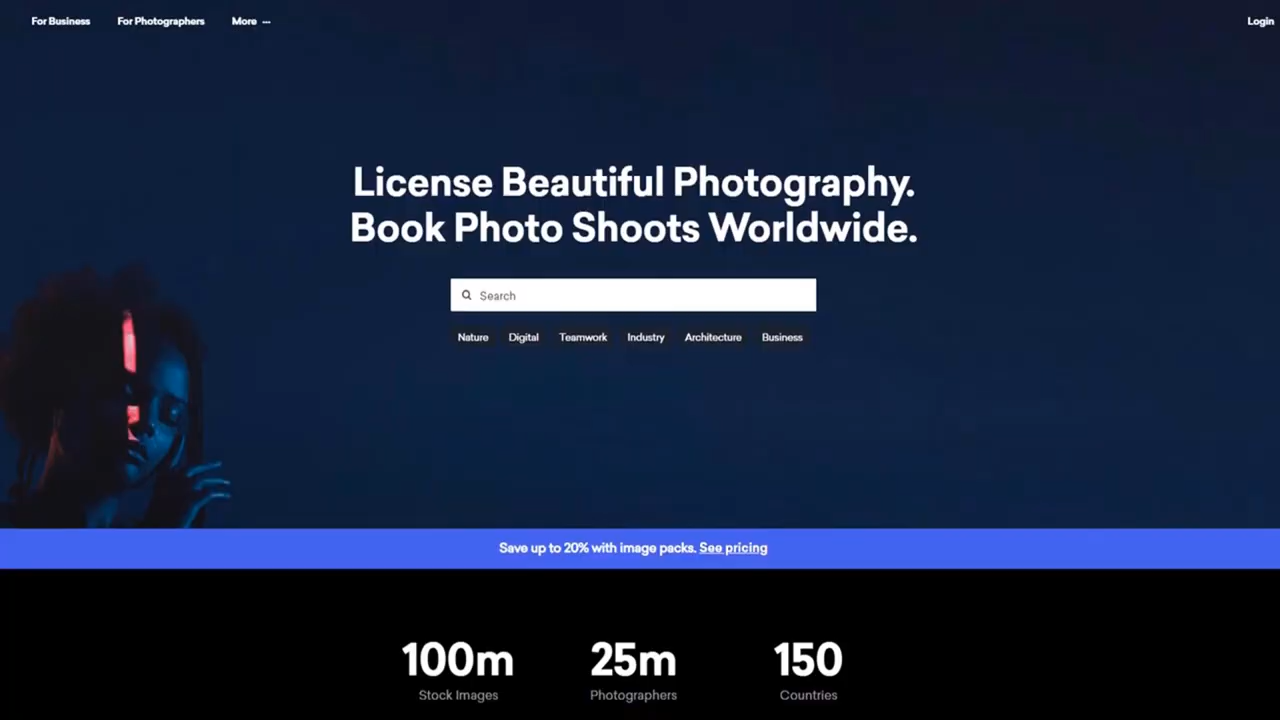 For Business For Photographers More ··· Login
License Beautiful Photography.
Book Photo Shoots Worldwide.
Search
Nature Digital Teamwork Industry Architecture Business
Save up to 20% with image packs. See pricing
100m 25m 150
Stock Images Photographers Countries